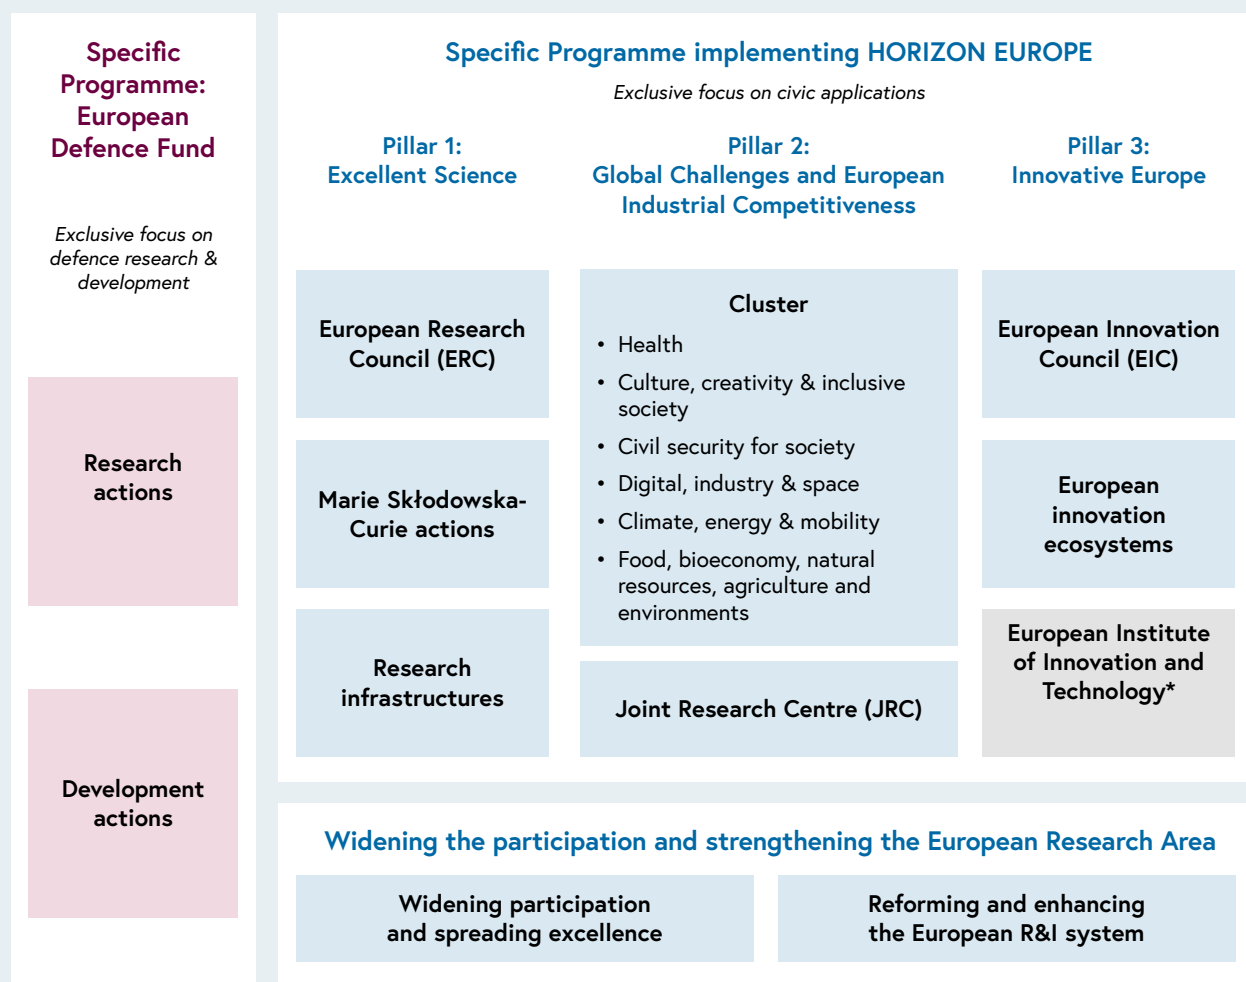 Specific
Programme:
European
Defence Fund
Exclusive focus on
defence research &
development
Research
actions
Development
actions
Specific Programme implementing HORIZON EUROPE
Exclusive focus on civic applications
Pillar 1:
Excellent Science
European Research
Council (ERC)
Marie Skłodowska-
Curie actions
Research
infrastructures
Pillar 2:
Global Challenges and European
Industrial Competitiveness
Cluster
• Health
• Culture, creativity & inclusive
society
• Civil security for society
• Digital, industry & space
• Climate, energy & mobility
• Food, bioeconomy, natural
resources, agriculture and
environments
Joint Research Centre (JRC)
Pillar 3:
Innovative Europe
European Innovation
Council (EIC)
European
innovation
ecosystems
European Institute
of Innovation and
Technology*
Widening the participation and strengthening the European Research Area
Widening participation
and spreading excellence
Reforming and enhancing
the European R&I system